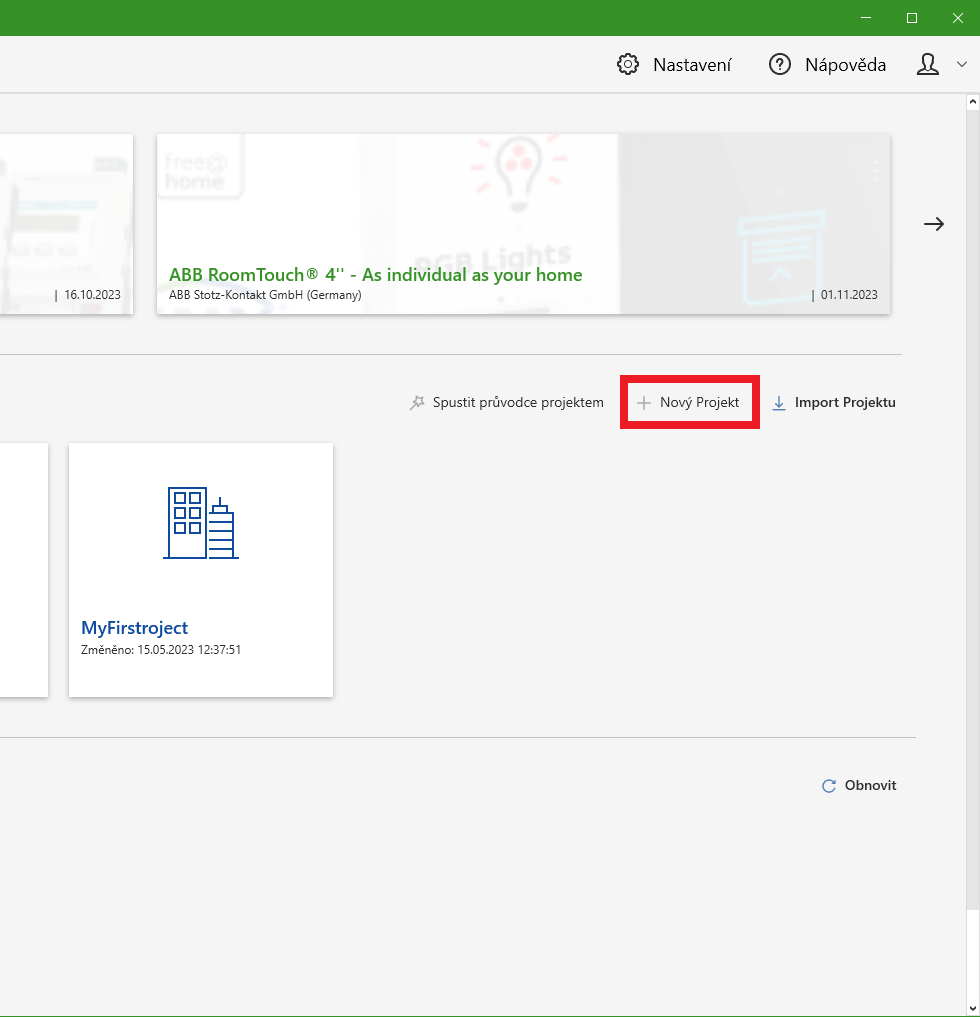 Nastavení
Nápověda
free@
home
RGB Lights
ABB RoomTouch® 4'' - As individual as your home
| 16.10.2023
ABB Stotz-Kontakt GmbH (Germany)
| 01.11.2023
Spustit průvodce projektem
Nový Projekt
Import Projektu
MyFirstroject
Změněno: 15.05.2023 12:37:51
Obnovit